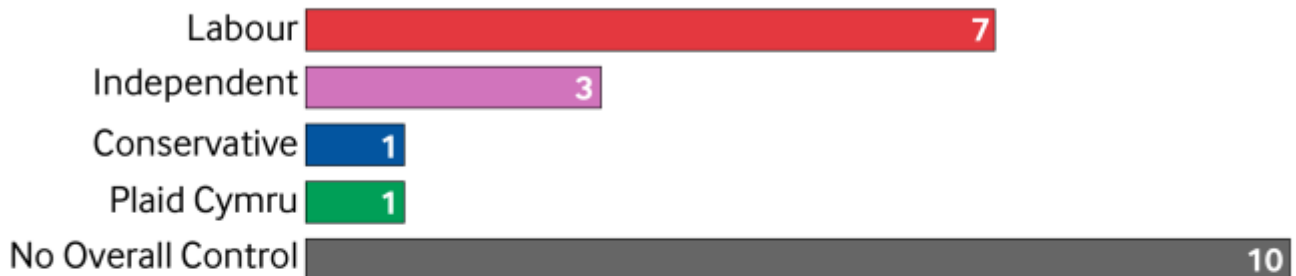 Labour 7
Independent 3
Conservative 1
Plaid Cymru 1
No Overall Control 10